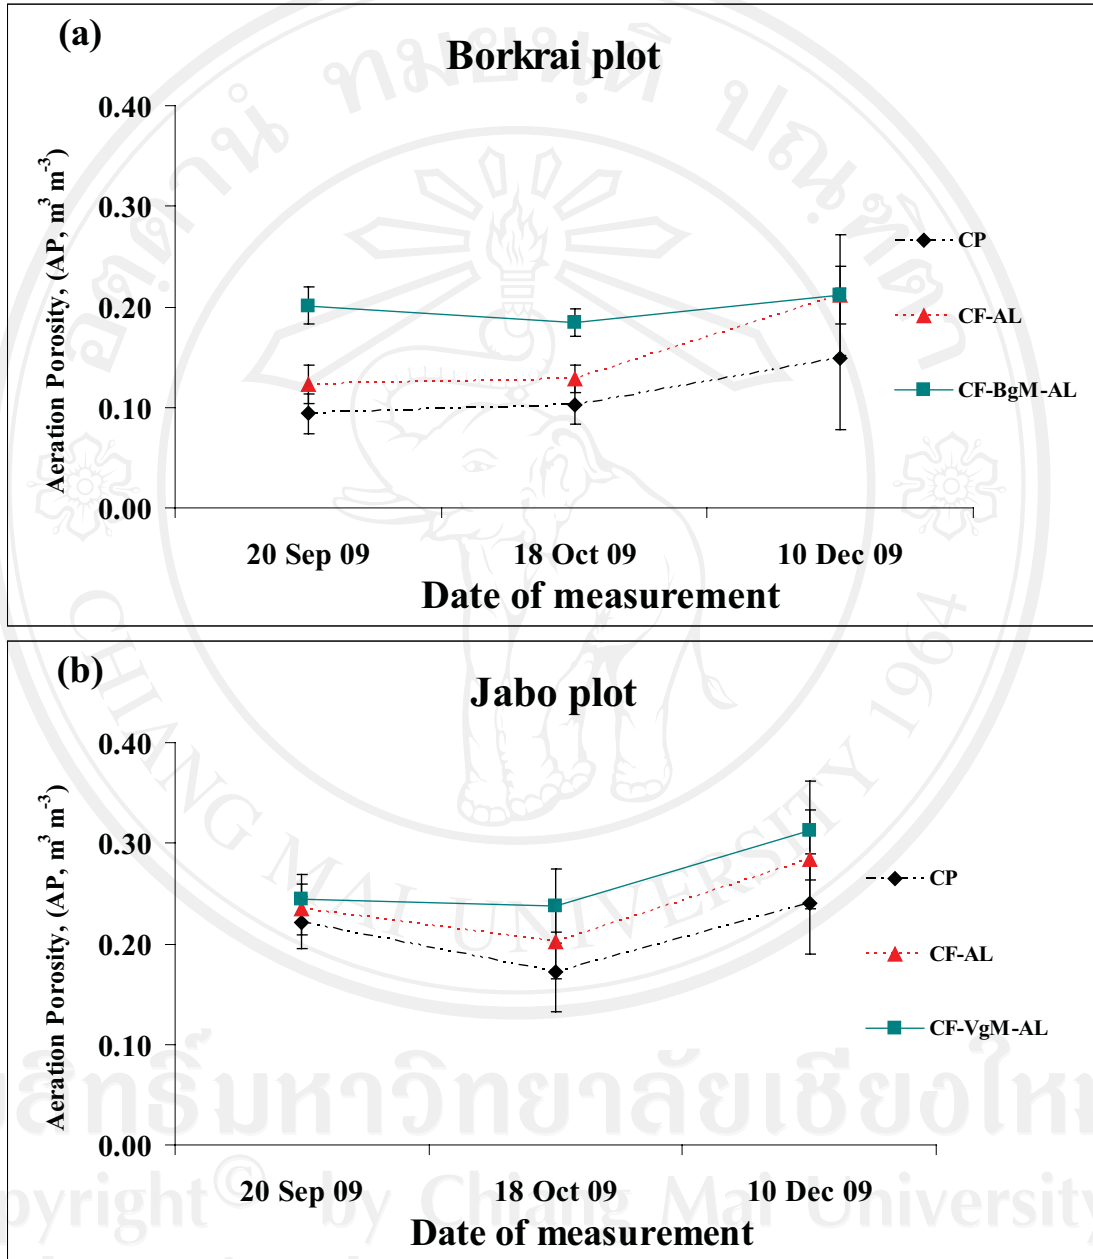 (a)
Borkrai plot
Aeration Porosity, (AP, m³ m⁻³)
0.40
0.30
0.20
0.10
0.00
20 Sep 09 18 Oct 09 10 Dec 09
Date of measurement
CP
CF-AL
CF-BgM-AL
(b)
Jabo plot
Aeration Porosity, (AP, m³ m⁻³)
0.40
0.30
0.20
0.10
0.00
20 Sep 09 18 Oct 09 10 Dec 09
Date of measurement
CP
CF-AL
CF-VgM-AL
CHIANG MAI UNIVERSITY 1964
สิทธิ์มหาวิทยาลัยเชียงใหม
pyright © by Chiang Mai University